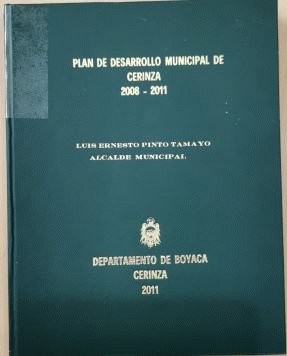 PLAN DE DESARROLLO MUNICIPAL DE
CERINZA
2008 - 2011
LUIS ERNESTO PINTO TAMAYO
ALCALDE MUNICIPAL
DEPARTAMENTO DE BOYACA
CERINZA
2011